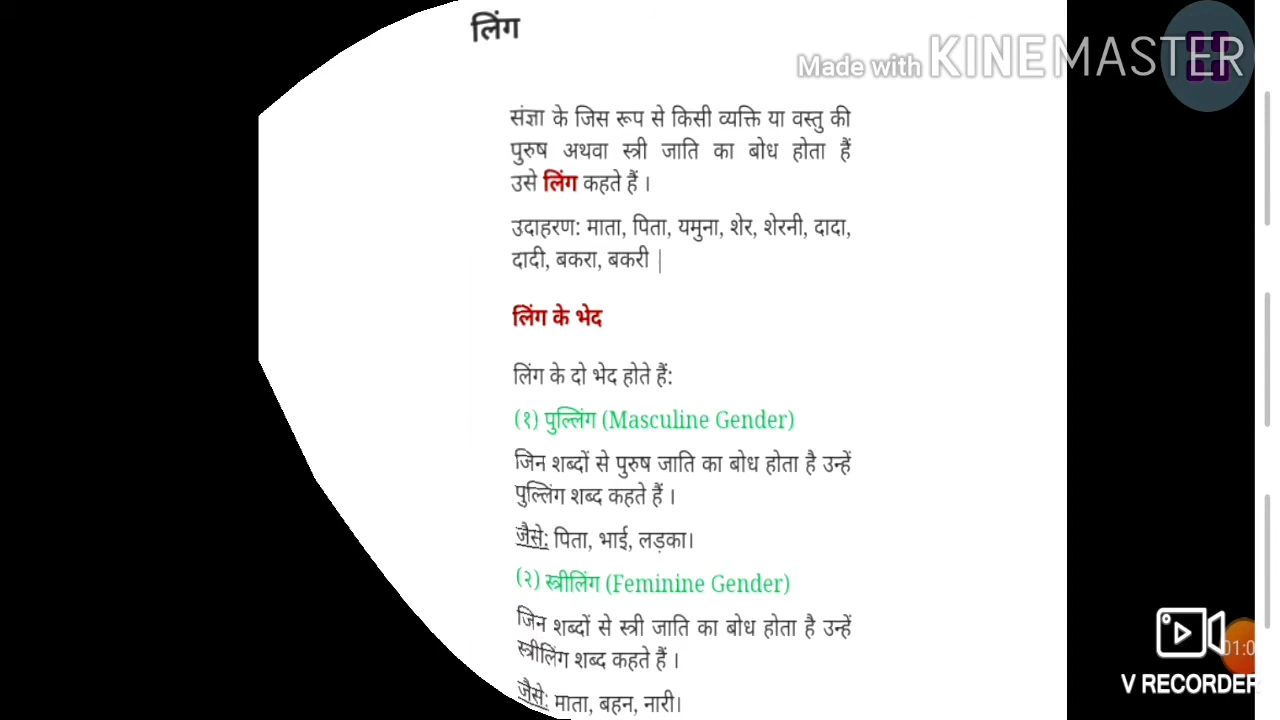 लिंग
Made with KINEMASTER
संज्ञा के जिस रूप से किसी व्यक्ति या वस्तु की
पुरुष अथवा स्त्री जाति का बोध होता हैं
उसे लिंग कहते हैं ।
उदाहरण: माता, पिता, यमुना, शेर, शेरनी, दादा,
दादी, बकरा, बकरी |
लिंग के भेद
लिंग के दो भेद होते हैं:
(१) पुल्लिंग (Masculine Gender)
जिन शब्दों से पुरुष जाति का बोध होता है उन्हें
पुल्लिंग शब्द कहते हैं ।
जैसे: पिता, भाई, लड़का।
(२) स्त्रीलिंग (Feminine Gender)
जिन शब्दों से स्त्री जाति का बोध होता है उन्हें
स्त्रीलिंग शब्द कहते हैं ।
जैसे: माता, बहन, नारी।
V RECORDER